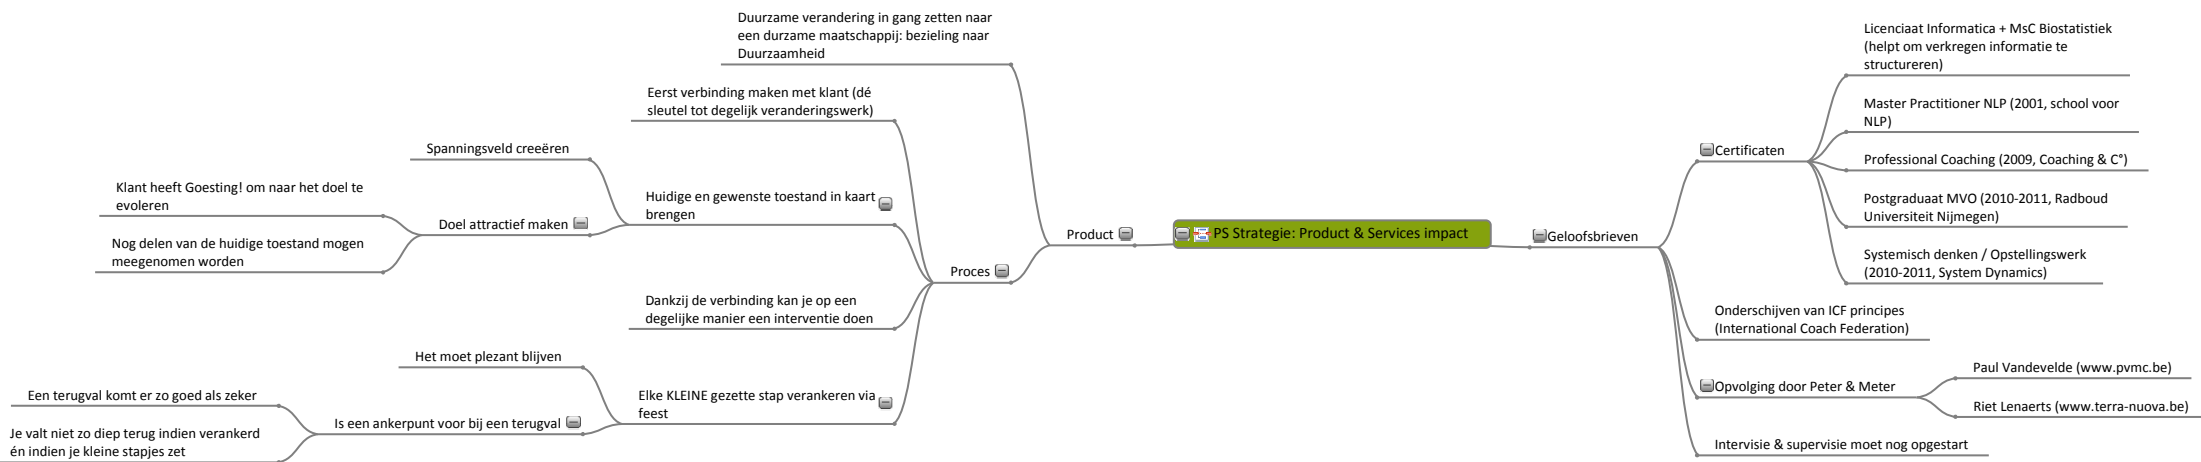 Duurzame verandering in gang zetten naar
een durzame maatschappij: bezieling naar
Duurzaamheid
Eerst verbinding maken met klant (dé
sleutel tot degelijk veranderingswerk)
Spanningsveld creeëren
Klant heeft Goesting! om naar het doel te
evoleren
Nog delen van de huidige toestand mogen
meegenomen worden
Doel attractief maken
Huidige en gewenste toestand in kaart
brengen
Dankzij de verbinding kan je op een
degelijke manier een interventie doen
Het moet plezant blijven
Een terugval komt er zo goed als zeker
Je valt niet zo diep terug indien verankerd
én indien je kleine stapjes zet
Is een ankerpunt voor bij een terugval
Elke KLEINE gezette stap verankeren via
feest
Proces
Product
PS Strategie: Product & Services impact
Geloofsbrieven
Certificaten
Licenciaat Informatica + MsC Biostatistiek
(helpt om verkregen informatie te
structureren)
Master Practitioner NLP (2001, school voor
NLP)
Professional Coaching (2009, Coaching & C°)
Postgraduaat MVO (2010-2011, Radboud
Universiteit Nijmegen)
Systemisch denken / Opstellingswerk
(2010-2011, System Dynamics)
Onderschijven van ICF principes
(International Coach Federation)
Opvolging door Peter & Meter
Paul Vandevelde (www.pvmc.be)
Riet Lenaerts (www.terra-nuova.be)
Intervisie & supervisie moet nog opgestart